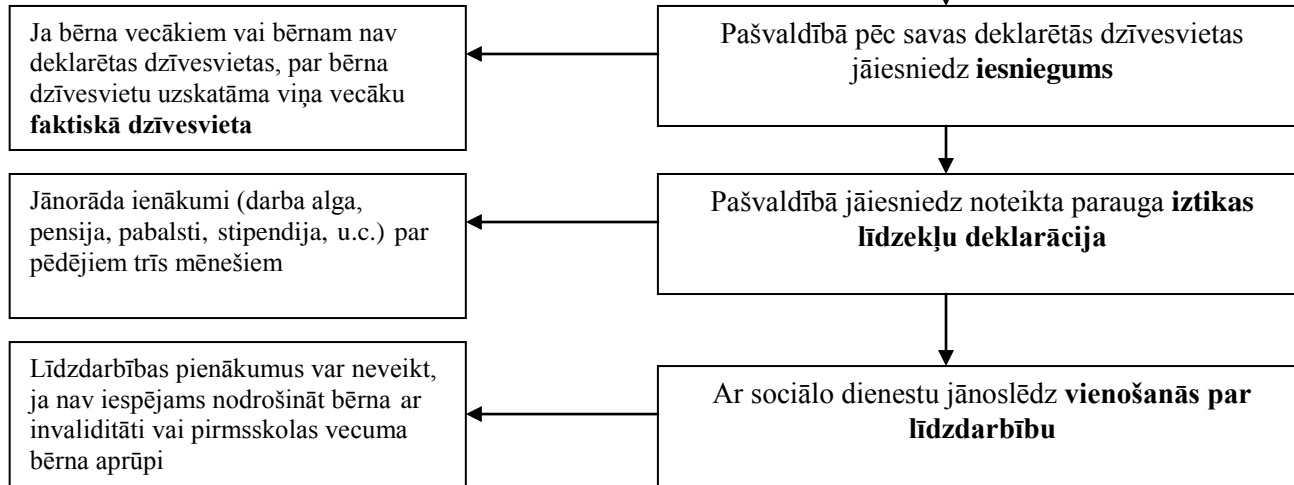 Ja bērna vecākiem vai bērnam nav
deklarētas dzīvesvietas, par bērna
dzīvesvietu uzskatāma viņa vecāku
faktiskā dzīvesvieta
Pašvaldībā pēc savas deklarētās dzīvesvietas
jāiesniedz iesniegums
Jānorāda ienākumi (darba alga,
pensija, pabalsti, stipendija, u.c.) par
pēdējiem trīs mēnešiem
Pašvaldībā jāiesniedz noteikta parauga iztikas
līdzekļu deklarācija
Līdzdarbības pienākumus var neveikt,
ja nav iespējams nodrošināt bērna ar
invaliditāti vai pirmsskolas vecuma
bērna aprūpi
Ar sociālo dienestu jānoslēdz vienošanās par
līdzdarbību